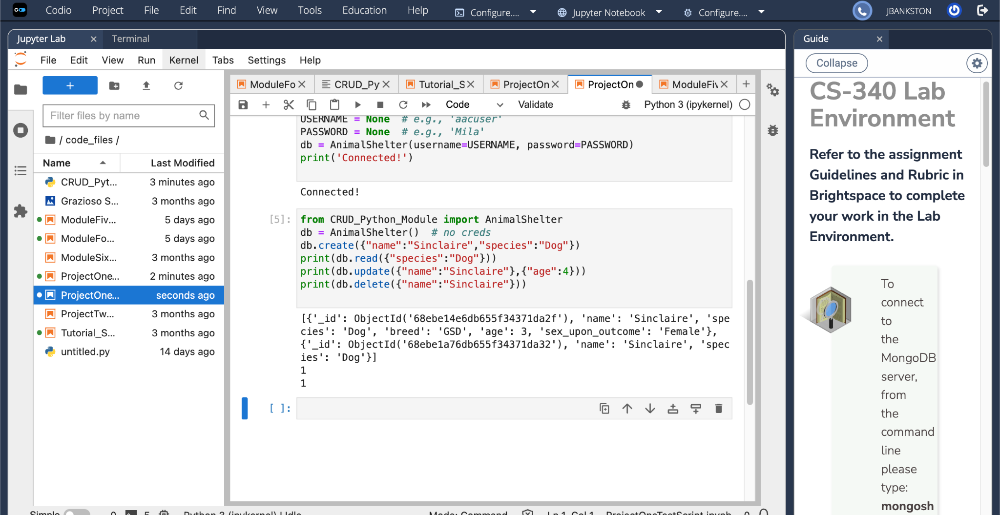 Codio Project File Edit Find View Tools Education Help Configure.... Jupyter Notebook Configure.... JBANKSTON
Jupyter Lab Terminal
File Edit View Run Kernel Tabs Settings Help
Filter files by name
/ code_files /
Name Last Modified
CRUD_Pyt... 3 minutes ago
Grazioso S... 3 months ago
ModuleFiv... 5 days ago
ModuleFo... 5 days ago
ModuleSix... 3 months ago
ProjectOne... 2 minutes ago
ProjectOne... seconds ago
ProjectTw... 3 months ago
Tutorial_S... 3 months ago
untitled.py 14 days ago
ModuleFo CRUD_Py Tutorial_S ProjectOn ProjectOn ModuleFiv
Code Validate Python 3 (ipykernel)
USERNAME = None # e.g., 'aacuser'
PASSWORD = None # e.g., 'Mila'
db = AnimalShelter(username=USERNAME, password=PASSWORD)
print('Connected!')
Connected!
[5]: from CRUD_Python_Module import AnimalShelter
db = AnimalShelter() # no creds
db.create({"name":"Sinclaire","species":"Dog"})
print(db.read({"species":"Dog"}))
print(db.update({"name":"Sinclaire"},{"age":4}))
print(db.delete({"name":"Sinclaire"}))
[{'_id': ObjectId('68ebe14e6db655f34371da2f'), 'name': 'Sinclaire', 'spe
cies': 'Dog', 'breed': 'GSD', 'age': 3, 'sex_upon_outcome': 'Female'},
{'_id': ObjectId('68ebe1a76db655f34371da32'), 'name': 'Sinclaire', 'spec
ies': 'Dog'}]
1
1
[ ]:
Simple 0 5 Python 3 (ipykernel) | Idle Mode: Command Ln 1, Col 1 ProjectOneTestScript.ipynb 0
Guide
Collapse
CS-340 Lab
Environment
Refer to the assignment
Guidelines and Rubric in
Brightspace to complete
your work in the Lab
Environment.
To
connect
to
the
MongoDB
server,
from
the
command
line
please
type:
mongosh